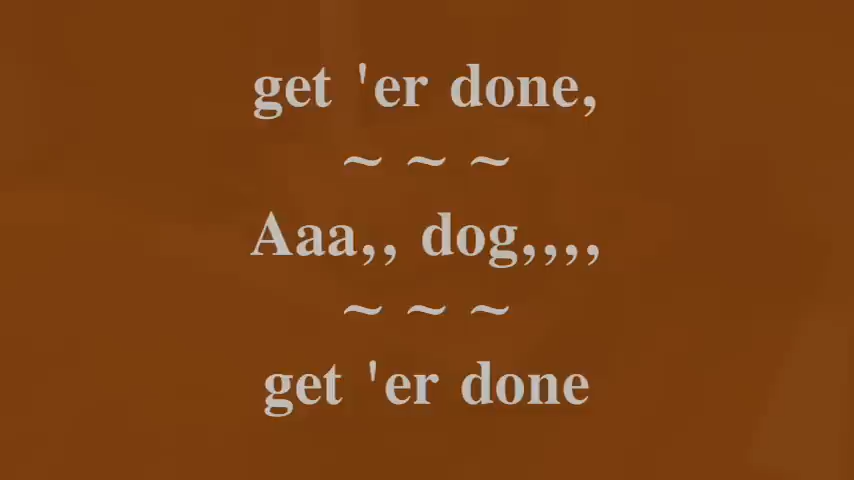 get 'er done,
~ ~ ~
Aaa,, dog,,,,
~ ~ ~
get 'er done